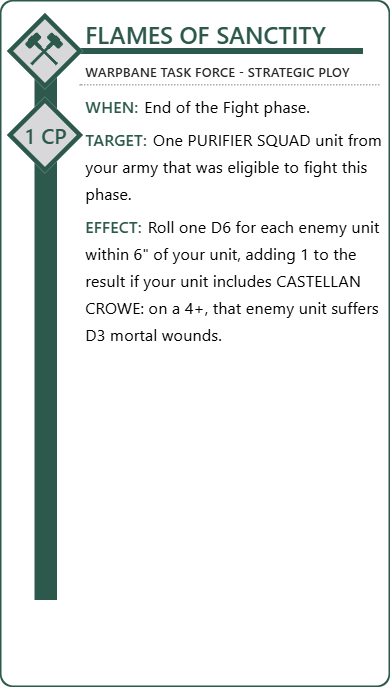 FLAMES OF SANCTITY
WARPBANE TASK FORCE - STRATEGIC PLOY
WHEN: End of the Fight phase.
1 CP
TARGET: One PURIFIER SQUAD unit from
your army that was eligible to fight this
phase.
EFFECT: Roll one D6 for each enemy unit
within 6" of your unit, adding 1 to the
result if your unit includes CASTELLAN
CROWE: on a 4+, that enemy unit suffers
D3 mortal wounds.